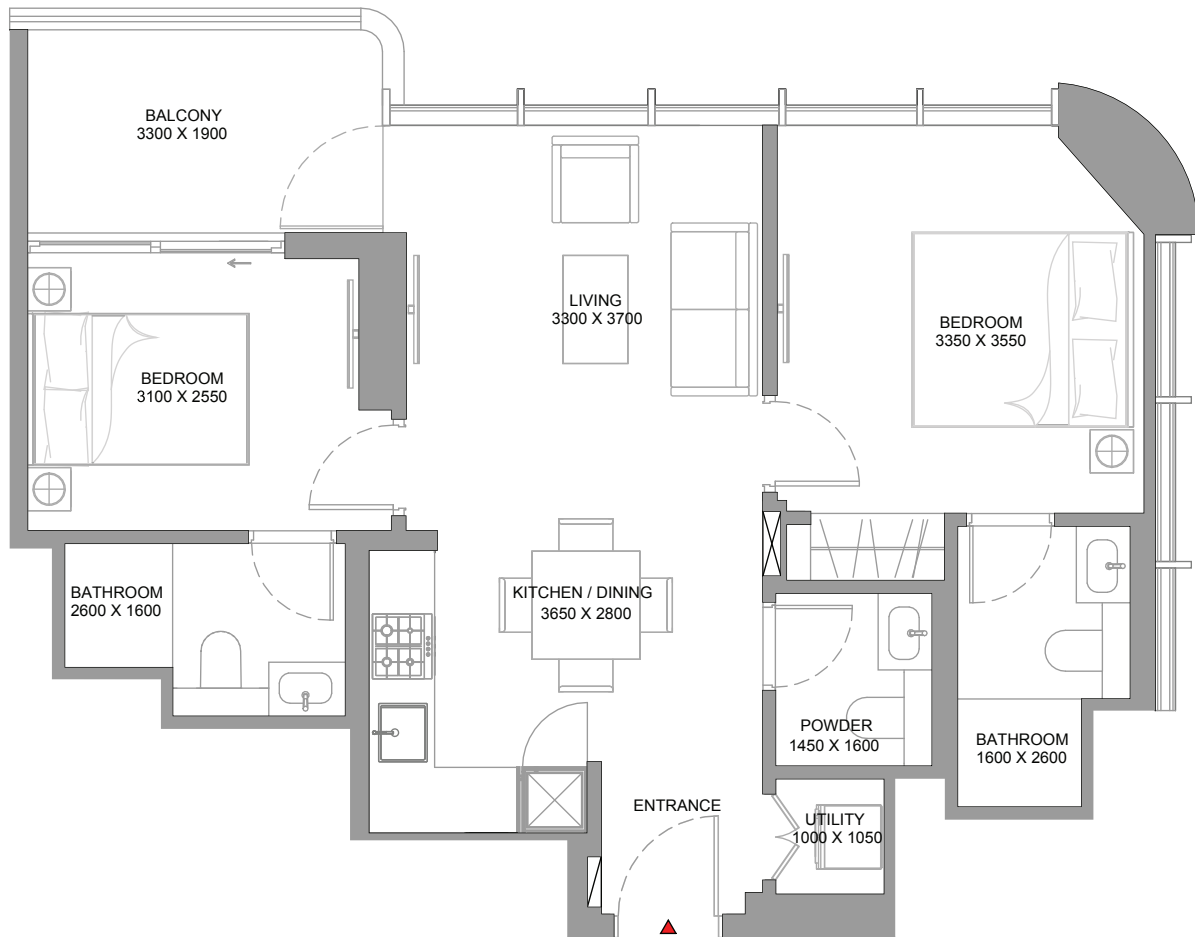 BALCONY
3300 X 1900
LIVING
3300 X 3700
BEDROOM
3350 X 3550
BEDROOM
3100 X 2550
BATHROOM
2600 X 1600
KITCHEN / DINING
3650 X 2800
POWDER
1450 X 1600
BATHROOM
1600 X 2600
ENTRANCE
UTILITY
1000 X 1050